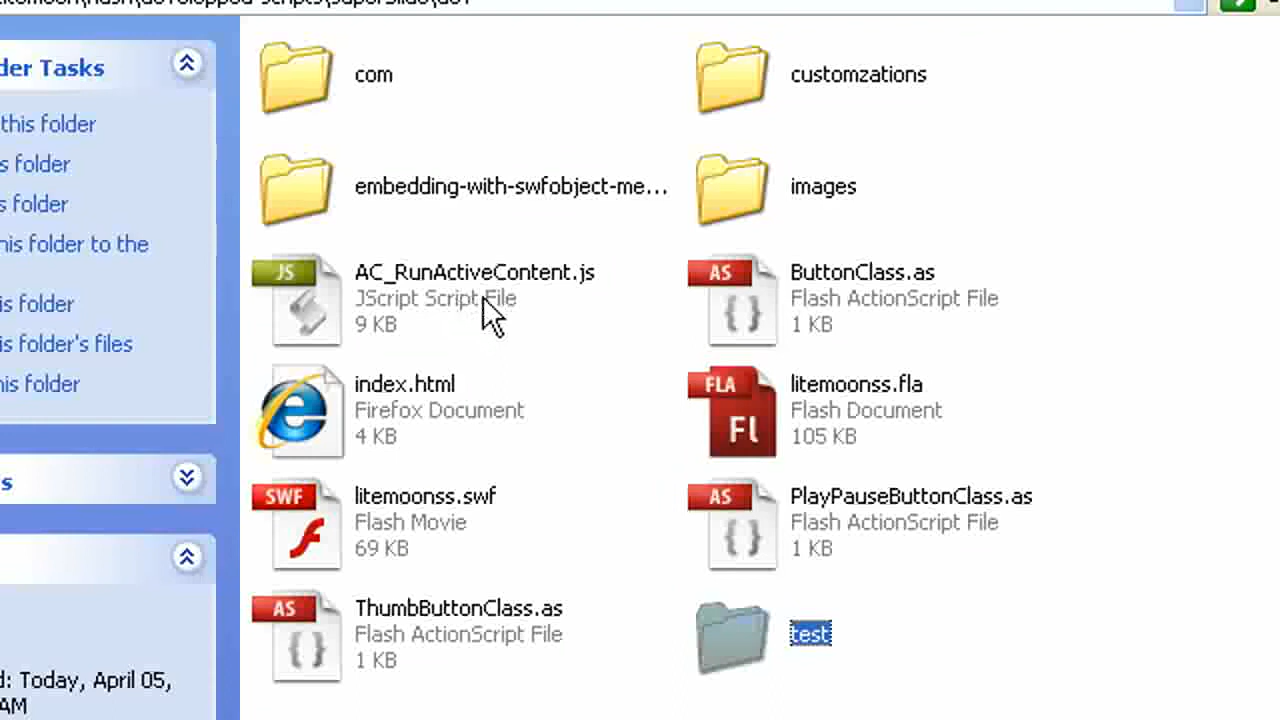 der Tasks
this folder
s folder
s folder
his folder to the
is folder
is folder's files
his folder
s
d: Today, April 05,
AM
com
customzations
embedding-with-swfobject-me...
images
JS
AC_RunActiveContent.js
JScript Script File
9 KB
AS
ButtonClass.as
Flash ActionScript File
1 KB
index.html
Firefox Document
4 KB
FLA
Fl
litemoonss.fla
Flash Document
105 KB
SWF
litemoonss.swf
Flash Movie
69 KB
AS
PlayPauseButtonClass.as
Flash ActionScript File
1 KB
AS
ThumbButtonClass.as
Flash ActionScript File
1 KB
test